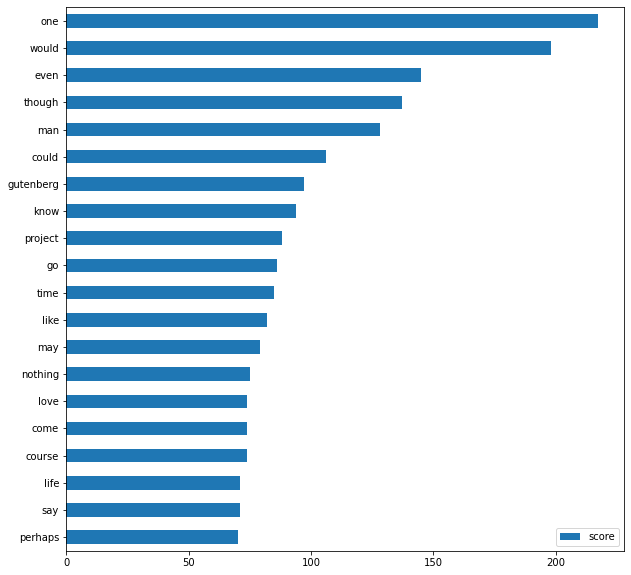 one
would
even
though
man
could
gutenberg
know
project
go
time
like
may
nothing
love
come
course
life
say
perhaps
score
0 50 100 150 200